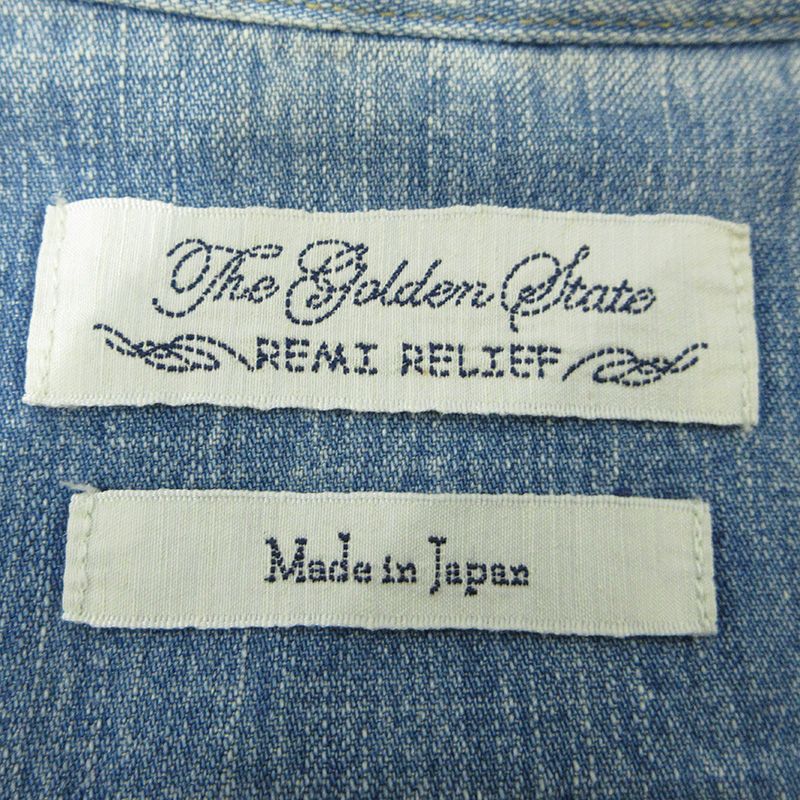 The Golden State
REMI RELIEF
Made in Japan